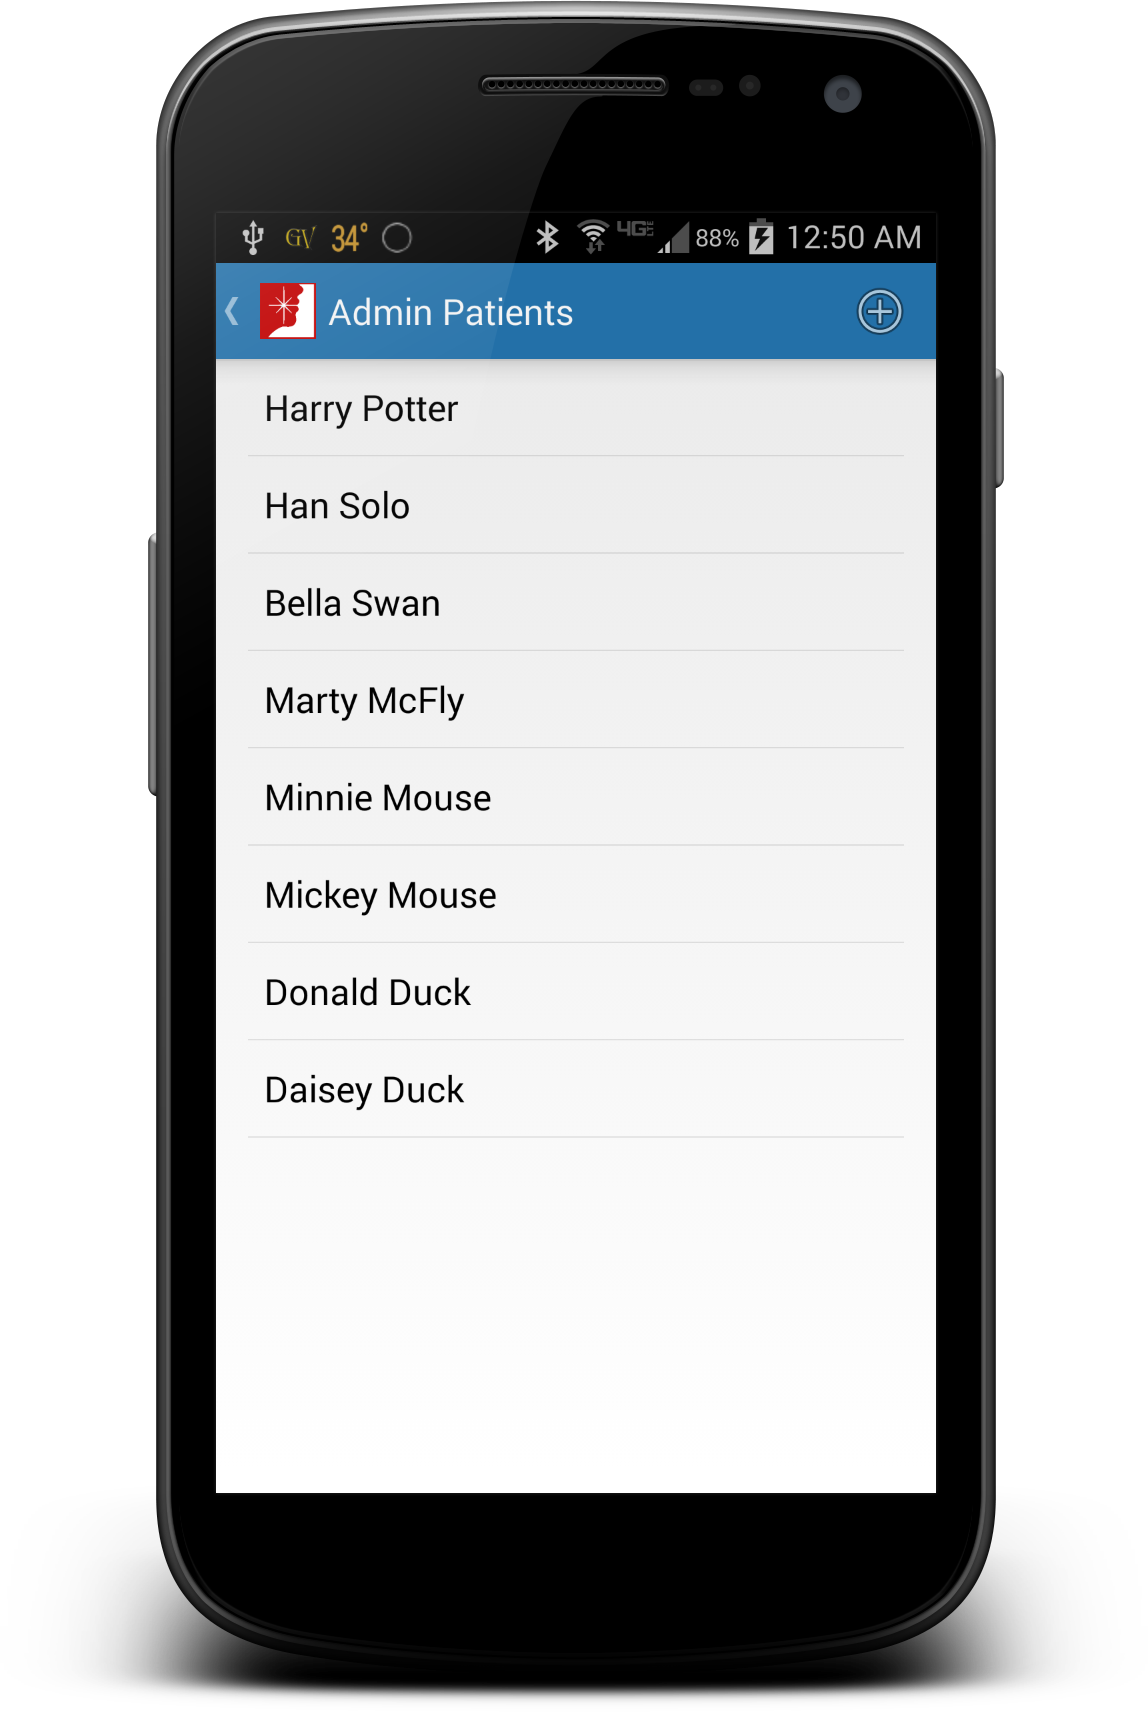 GV 34° 4G LTE 88% 12:50 AM
Admin Patients
Harry Potter
Han Solo
Bella Swan
Marty McFly
Minnie Mouse
Mickey Mouse
Donald Duck
Daisey Duck